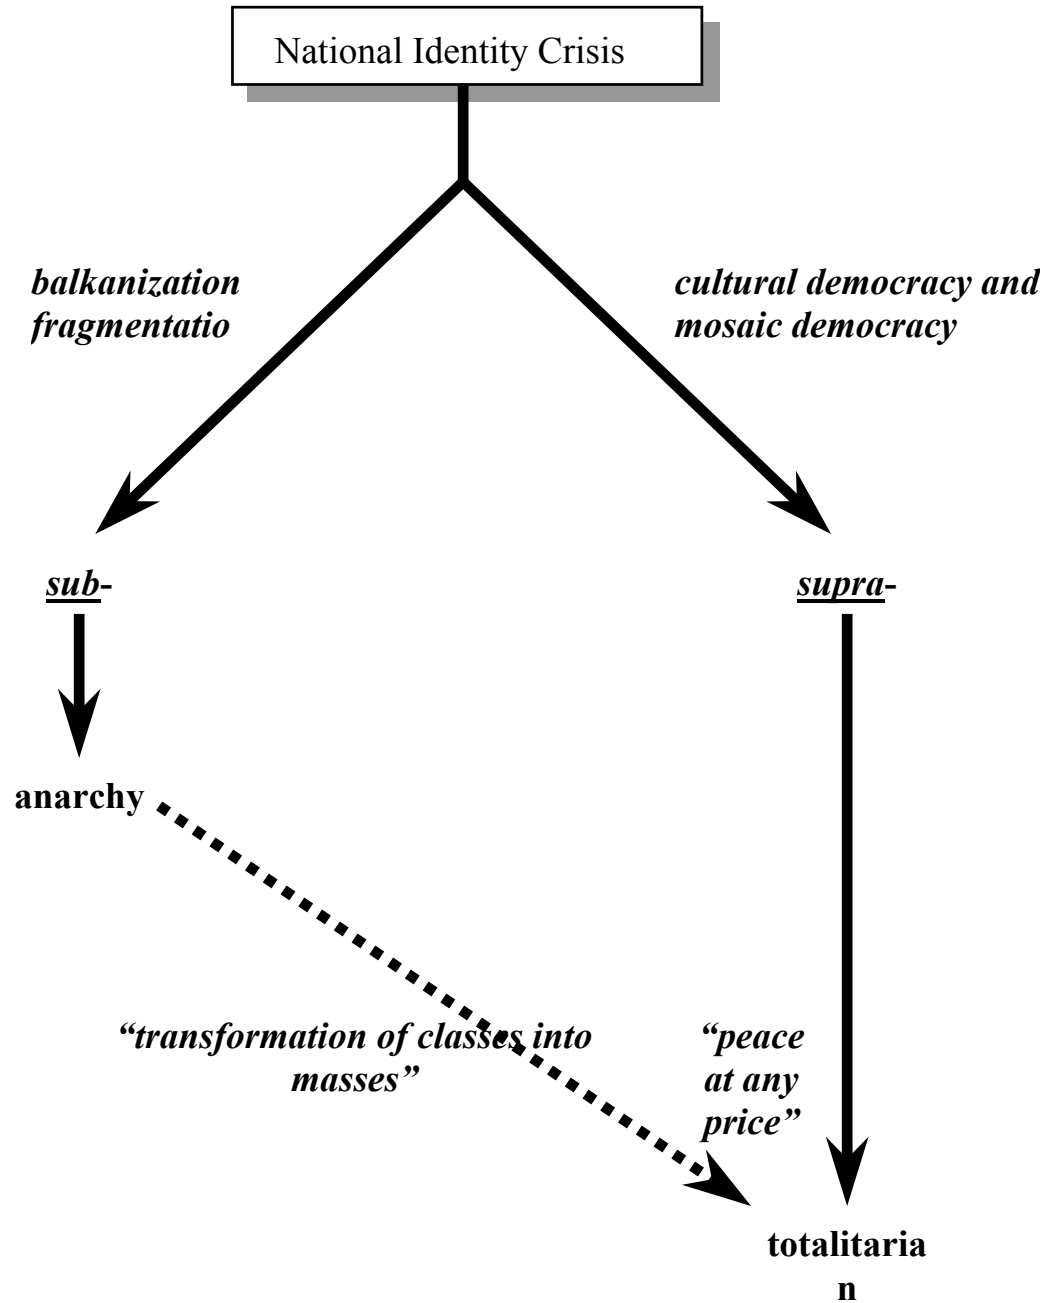 National Identity Crisis
balkanization
fragmentatio
cultural democracy and
mosaic democracy
sub-
supra-
anarchy
“transformation of classes into
masses”
“peace
at any
price”
totalitaria
n